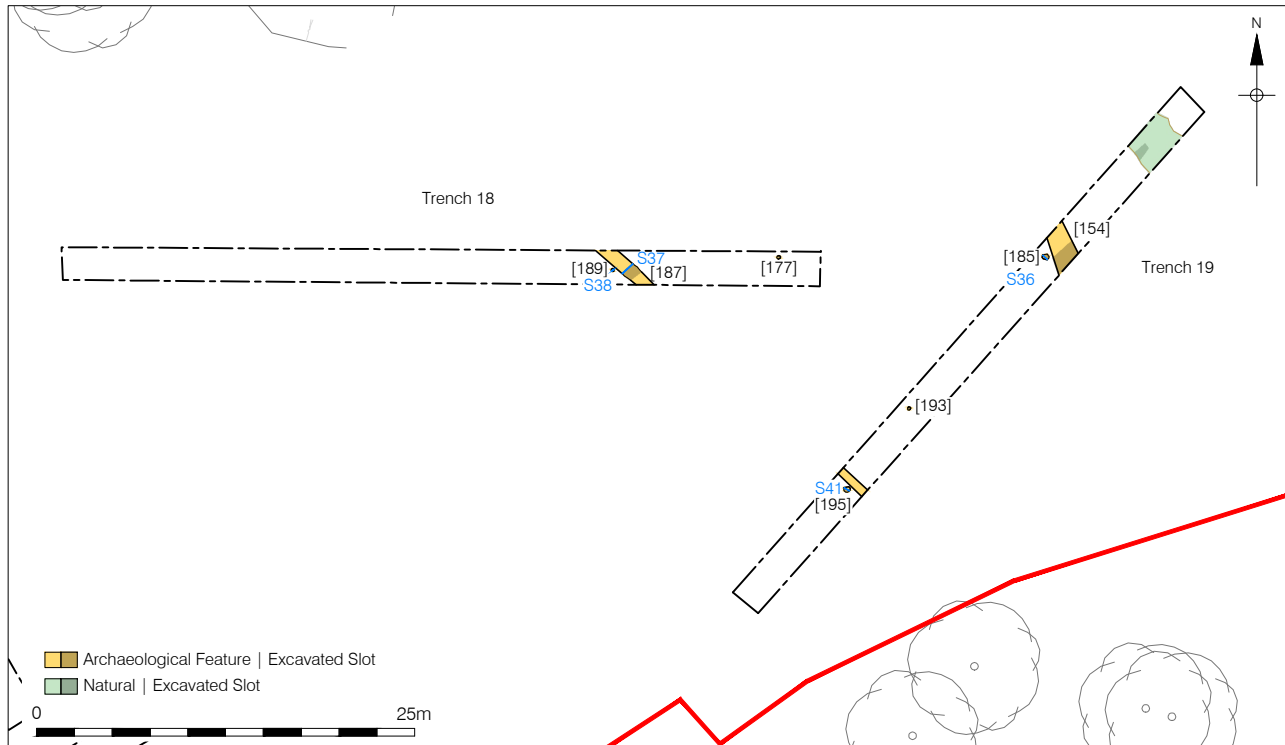 N
Trench 18
[154]
[189]
S37
[187]
[177]
[185]
Trench 19
S38
S36
[193]
S41
[195]
Archaeological Feature | Excavated Slot
Natural | Excavated Slot
0 25m